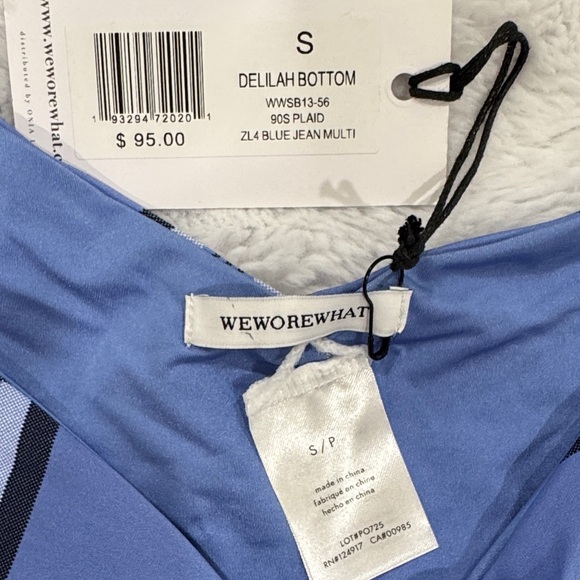 www.weworewhat.c
distributed by ONIA
S
DELILAH BOTTOM
WWSB13-56
90S PLAID
ZL4 BLUE JEAN MULTI
1 93294 72020 1
$ 95.00
WEWOREWHAT
S / P
made in china
fabriqué en chine
hecho en china
LOT#PO725
RN#124917 CA#00985